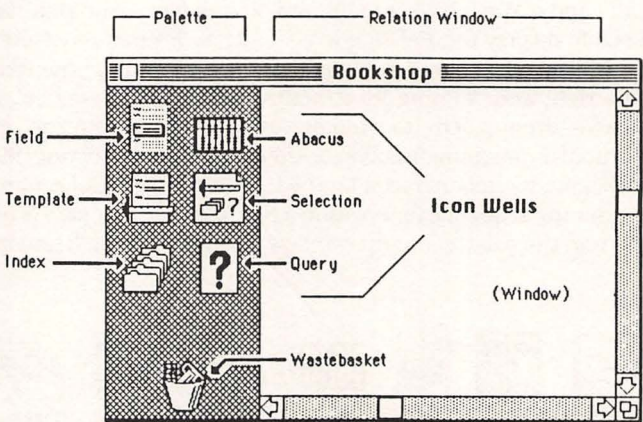 Palette
Relation Window
Bookshop
Field
Abacus
Template
Selection
Icon Wells
Index
Query
?
?
(Window)
Wastebasket